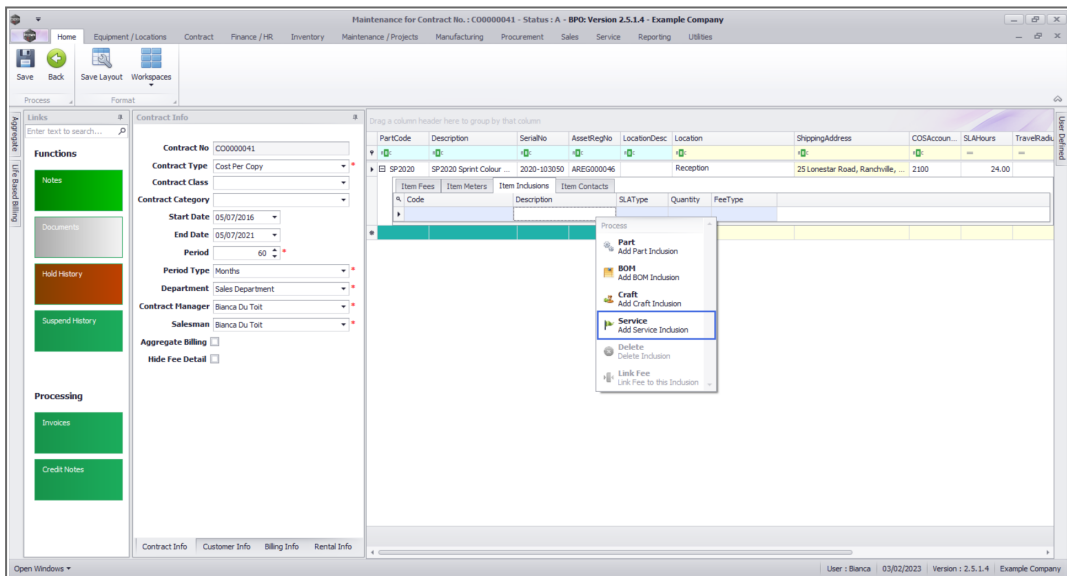 Maintenance for Contract No. : CO0000041 - Status : A - BPO: Version 2.5.1.4 - Example Company
Home Equipment / Locations Contract Finance / HR Inventory Maintenance / Projects Manufacturing Procurement Sales Service Reporting Utilities
Save Back Save Layout Workspaces
Process Format
Aggregate
Life Based Billing
Links
Enter text to search...
Functions
Notes
Documents
Hold History
Suspend History
Processing
Invoices
Credit Notes
Contract Info
Contract No CO0000041
Contract Type Cost Per Copy *
Contract Class
Contract Category
Start Date 05/07/2016
End Date 05/07/2021
Period 60 *
Period Type Months *
Department Sales Department *
Contract Manager Bianca Du Toit *
Salesman Bianca Du Toit *
Aggregate Billing
Hide Fee Detail
Contract Info Customer Info Billing Info Rental Info
Drag a column header here to group by that column
PartCode Description SerialNo AssetRegNo LocationDesc Location ShippingAddress COSAccoun... SLAHours TravelRadiu
SP2020 SP2020 Sprint Colour ... 2020-103050 AREG000046 Reception 25 Lonestar Road, Ranchville, ... 2100 24.00
Item Fees Item Meters Item Inclusions Item Contacts
Code Description SLAType Quantity FeeType
Process
Part
Add Part Inclusion
BOM
Add BOM Inclusion
Craft
Add Craft Inclusion
Service
Add Service Inclusion
Delete
Delete Inclusion
Link Fee
Link Fee to this Inclusion
User Defined
Open Windows
User : Bianca 03/02/2023 Version : 2.5.1.4 Example Company